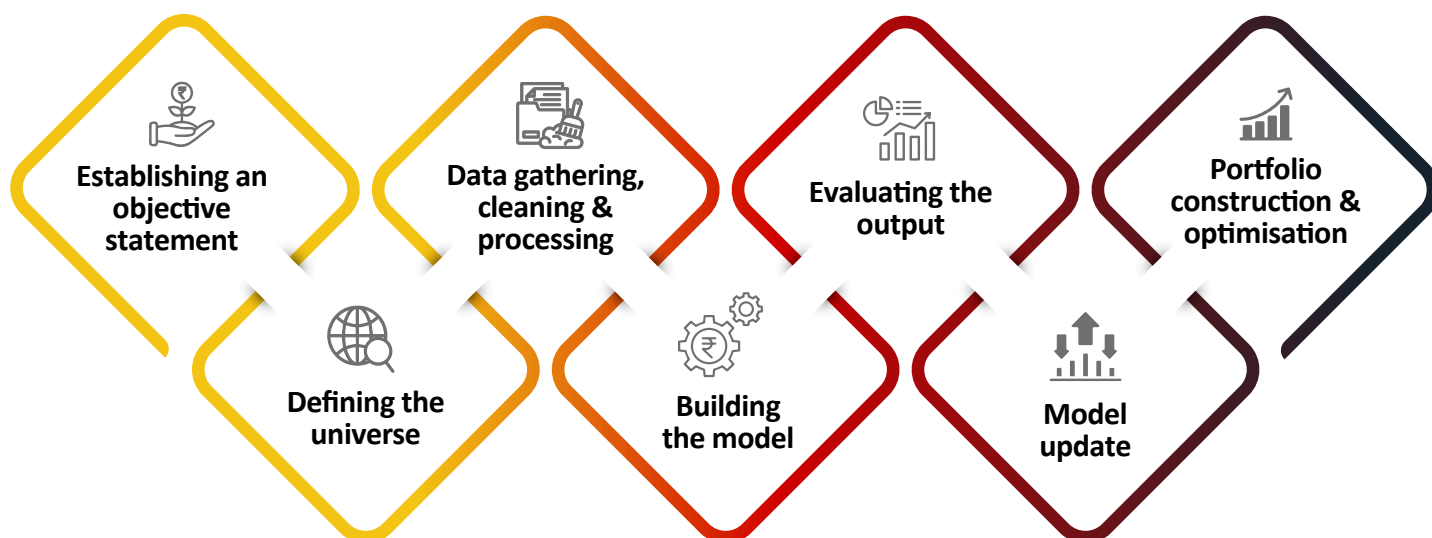 Establishing an
objective
statement
Defining the
universe
Data gathering,
cleaning &
processing
Building
the model
Evaluating the
output
Model
update
Portfolio
construction &
optimisation